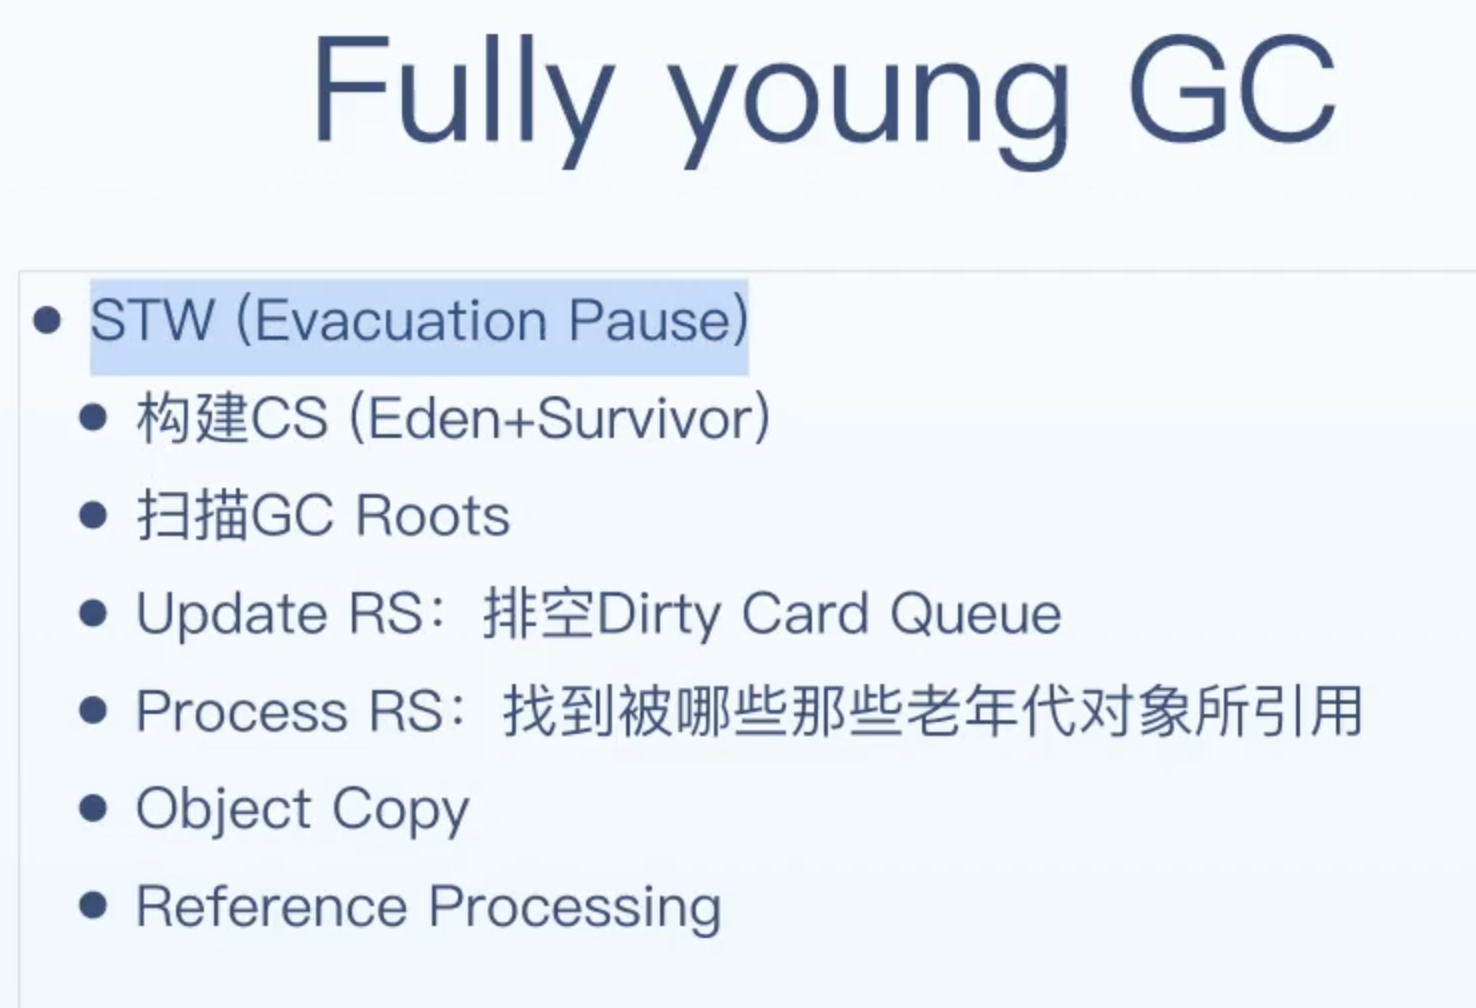 Fully young GC
STW (Evacuation Pause)
构建CS (Eden+Survivor)
扫描GC Roots
Update RS：排空Dirty Card Queue
Process RS：找到被哪些那些老年代对象所引用
Object Copy
Reference Processing